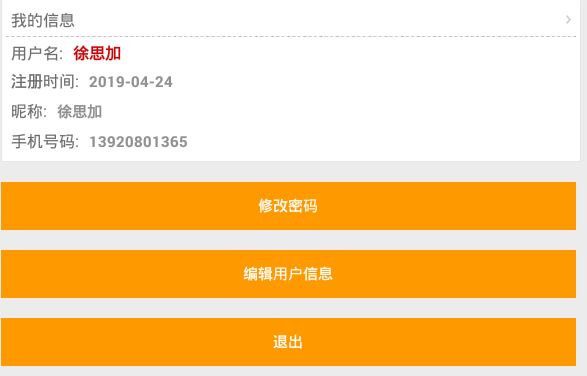 我的信息
用户名: 徐思加
注册时间: 2019-04-24
昵称: 徐思加
手机号码: 13920801365
修改密码
编辑用户信息
退出